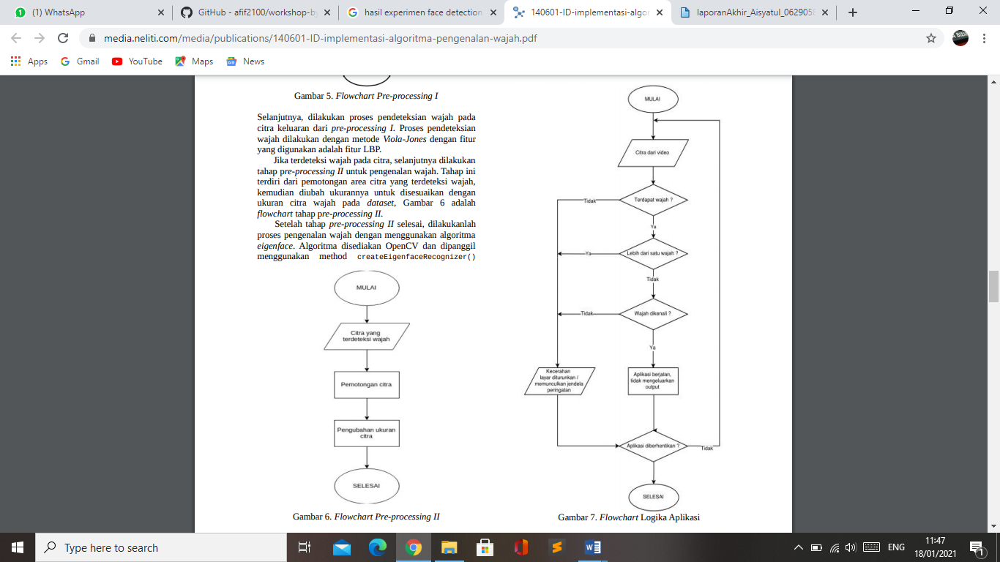 (1) WhatsApp
GitHub - afif2100/workshop-by
hasil experimen face detection
140601-ID-implementasi-algor
laporanAkhir_Aisyatul_0629058
media.neliti.com/media/publications/140601-ID-implementasi-algoritma-pengenalan-wajah.pdf
Apps
Gmail
YouTube
Maps
News
Gambar 5. Flowchart Pre-processing I
Selanjutnya, dilakukan proses pendeteksian wajah pada
citra keluaran dari pre-processing I. Proses pendeteksian
wajah dilakukan dengan metode Viola-Jones dengan fitur
yang digunakan adalah fitur LBP.
Jika terdeteksi wajah pada citra, selanjutnya dilakukan
tahap pre-processing II untuk pengenalan wajah. Tahap ini
terdiri dari pemotongan area citra yang terdeteksi wajah,
kemudian diubah ukurannya untuk disesuaikan dengan
ukuran citra wajah pada dataset, Gambar 6 adalah
flowchart tahap pre-processing II.
Setelah tahap pre-processing II selesai, dilakukanlah
proses pengenalan wajah dengan menggunakan algoritma
eigenface. Algoritma disediakan OpenCV dan dipanggil
menggunakan method createEigenfaceRecognizer()
MULAI
Citra yang
terdeteksi wajah
Pemotongan citra
Pengubahan ukuran
citra
SELESAI
Gambar 6. Flowchart Pre-processing II
MULAI
Citra dari video
Terdapat wajah ?
Tidak
Ya
Lebih dari satu wajah ?
Ya
Tidak
Wajah dikenali ?
Tidak
Ya
Kecerahan
layar diturunkan /
memunculkan jendela
peringatan
Aplikasi berjalan,
tidak mengeluarkan
output
Aplikasi diberhentikan ?
Tidak
SELESAI
Gambar 7. Flowchart Logika Aplikasi
Type here to search
ENG
11:47
18/01/2021
1